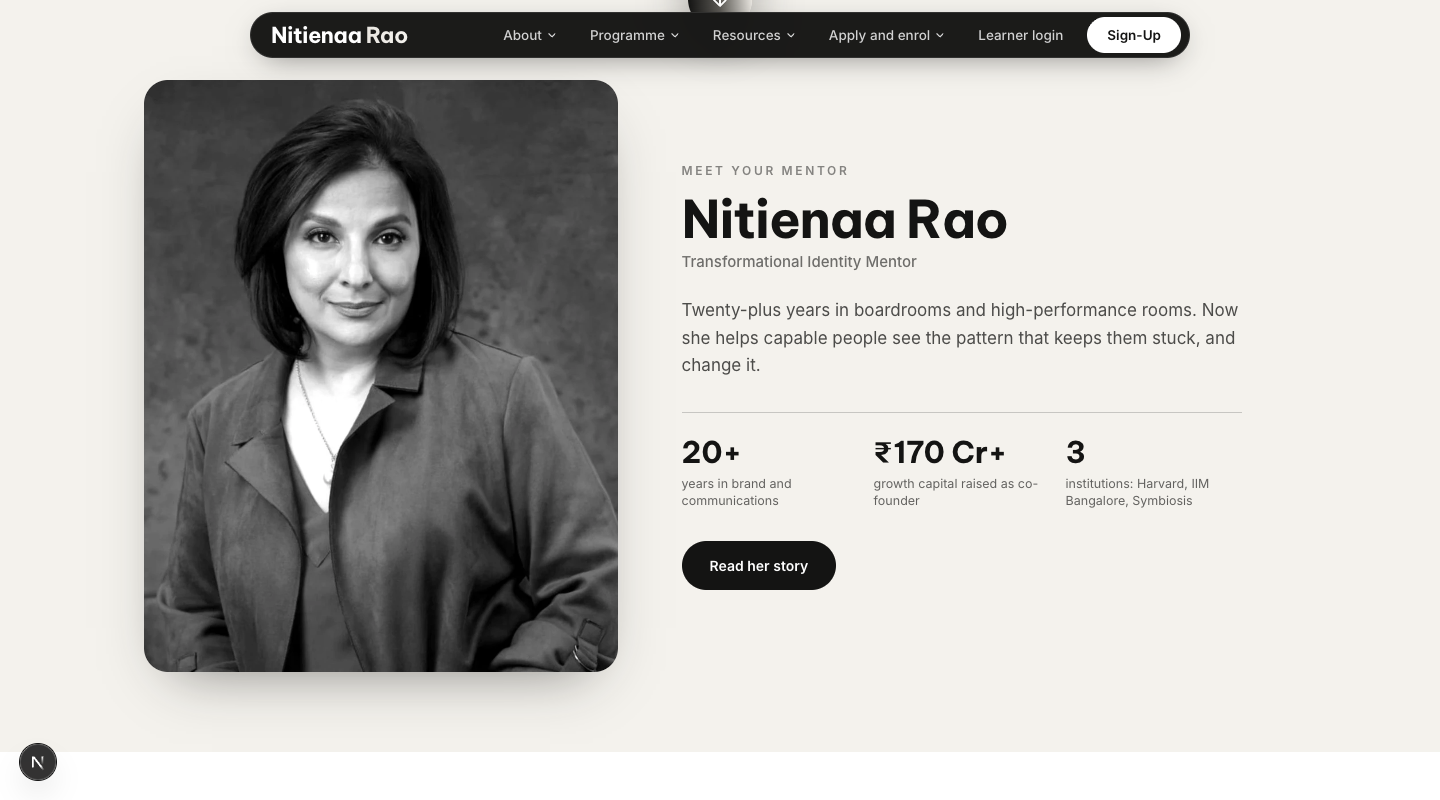 Nitienaa Rao
About
Programme
Resources
Apply and enrol
Learner login
Sign-Up
MEET YOUR MENTOR
Nitienaa Rao
Transformational Identity Mentor
Twenty-plus years in boardrooms and high-performance rooms. Now
she helps capable people see the pattern that keeps them stuck, and
change it.
20+
years in brand and
communications
₹170 Cr+
growth capital raised as co-
founder
3
institutions: Harvard, IIM
Bangalore, Symbiosis
Read her story
N